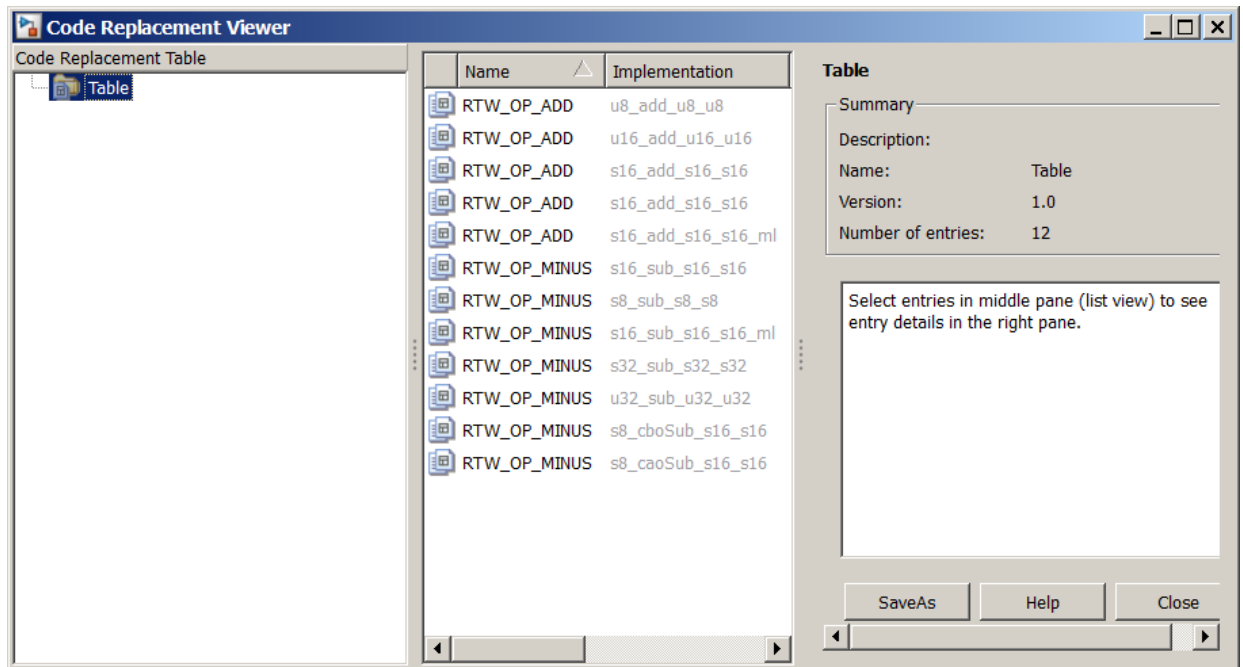 Code Replacement Viewer
Code Replacement Table
Table
Name Implementation
RTW_OP_ADD u8_add_u8_u8
RTW_OP_ADD u16_add_u16_u16
RTW_OP_ADD s16_add_s16_s16
RTW_OP_ADD s16_add_s16_s16
RTW_OP_ADD s16_add_s16_s16_ml
RTW_OP_MINUS s16_sub_s16_s16
RTW_OP_MINUS s8_sub_s8_s8
RTW_OP_MINUS s16_sub_s16_s16_ml
RTW_OP_MINUS s32_sub_s32_s32
RTW_OP_MINUS u32_sub_u32_u32
RTW_OP_MINUS s8_cboSub_s16_s16
RTW_OP_MINUS s8_caoSub_s16_s16
Table
Summary
Description:
Name: Table
Version: 1.0
Number of entries: 12
Select entries in middle pane (list view) to see
entry details in the right pane.
SaveAs Help Close